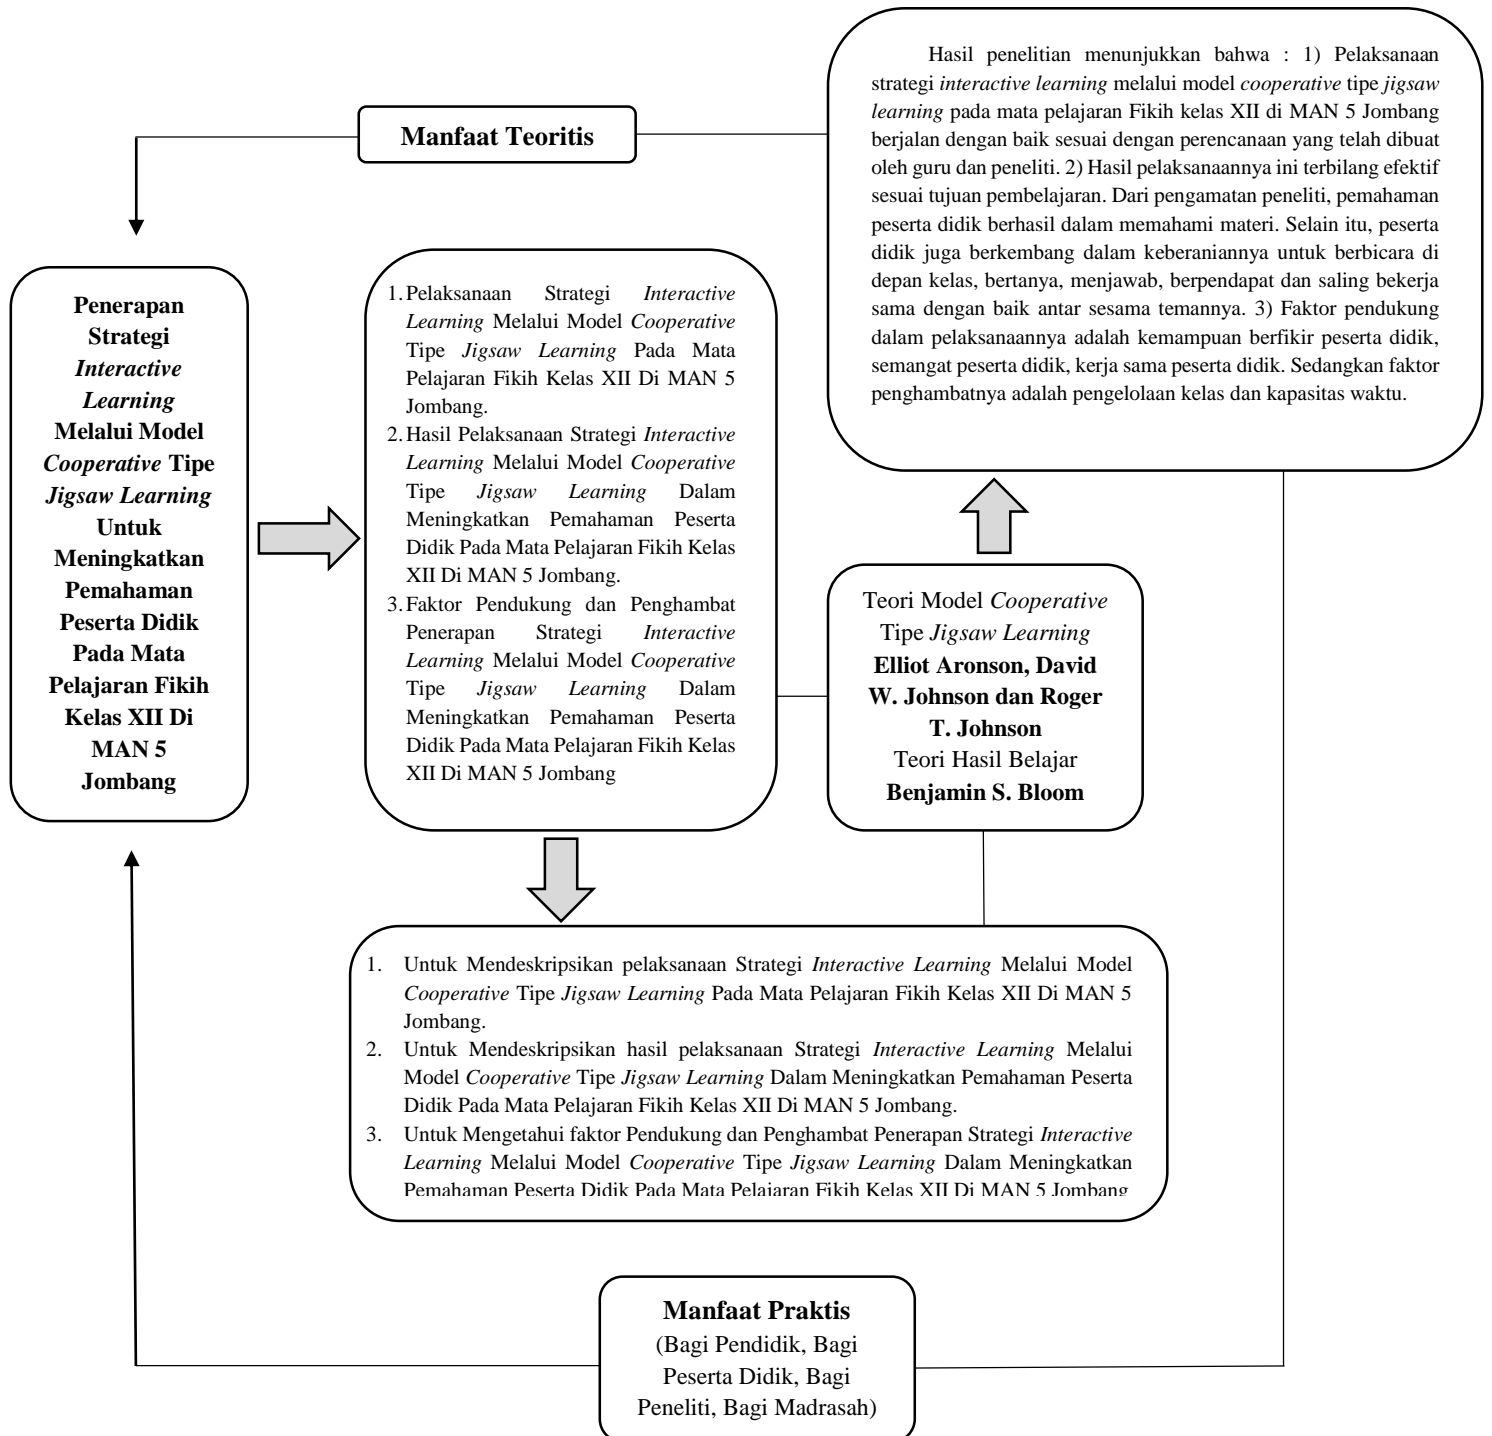 Hasil penelitian menunjukkan bahwa : 1) Pelaksanaan
strategi interactive learning melalui model cooperative tipe jigsaw
learning pada mata pelajaran Fikih kelas XII di MAN 5 Jombang
berjalan dengan baik sesuai dengan perencanaan yang telah dibuat
oleh guru dan peneliti. 2) Hasil pelaksanaannya ini terbilang efektif
sesuai tujuan pembelajaran. Dari pengamatan peneliti, pemahaman
peserta didik berhasil dalam memahami materi. Selain itu, peserta
didik juga berkembang dalam keberaniannya untuk berbicara di
depan kelas, bertanya, menjawab, berpendapat dan saling bekerja
sama dengan baik antar sesama temannya. 3) Faktor pendukung
dalam pelaksanaannya adalah kemampuan berfikir peserta didik,
semangat peserta didik, kerja sama peserta didik. Sedangkan faktor
penghambatnya adalah pengelolaan kelas dan kapasitas waktu.
Manfaat Teoritis
Penerapan
Strategi
Interactive
Learning
Melalui Model
Cooperative Tipe
Jigsaw Learning
Untuk
Meningkatkan
Pemahaman
Peserta Didik
Pada Mata
Pelajaran Fikih
Kelas XII Di
MAN 5
Jombang
1. Pelaksanaan Strategi Interactive
Learning Melalui Model Cooperative
Tipe Jigsaw Learning Pada Mata
Pelajaran Fikih Kelas XII Di MAN 5
Jombang.
2. Hasil Pelaksanaan Strategi Interactive
Learning Melalui Model Cooperative
Tipe Jigsaw Learning Dalam
Meningkatkan Pemahaman Peserta
Didik Pada Mata Pelajaran Fikih Kelas
XII Di MAN 5 Jombang.
3. Faktor Pendukung dan Penghambat
Penerapan Strategi Interactive
Learning Melalui Model Cooperative
Tipe Jigsaw Learning Dalam
Meningkatkan Pemahaman Peserta
Didik Pada Mata Pelajaran Fikih Kelas
XII Di MAN 5 Jombang
Teori Model Cooperative
Tipe Jigsaw Learning
Elliot Aronson, David
W. Johnson dan Roger
T. Johnson
Teori Hasil Belajar
Benjamin S. Bloom
1. Untuk Mendeskripsikan pelaksanaan Strategi Interactive Learning Melalui Model
Cooperative Tipe Jigsaw Learning Pada Mata Pelajaran Fikih Kelas XII Di MAN 5
Jombang.
2. Untuk Mendeskripsikan hasil pelaksanaan Strategi Interactive Learning Melalui
Model Cooperative Tipe Jigsaw Learning Dalam Meningkatkan Pemahaman Peserta
Didik Pada Mata Pelajaran Fikih Kelas XII Di MAN 5 Jombang.
3. Untuk Mengetahui faktor Pendukung dan Penghambat Penerapan Strategi Interactive
Learning Melalui Model Cooperative Tipe Jigsaw Learning Dalam Meningkatkan
Pemahaman Peserta Didik Pada Mata Pelajaran Fikih Kelas XII Di MAN 5 Jombang
Manfaat Praktis
(Bagi Pendidik, Bagi
Peserta Didik, Bagi
Peneliti, Bagi Madrasah)